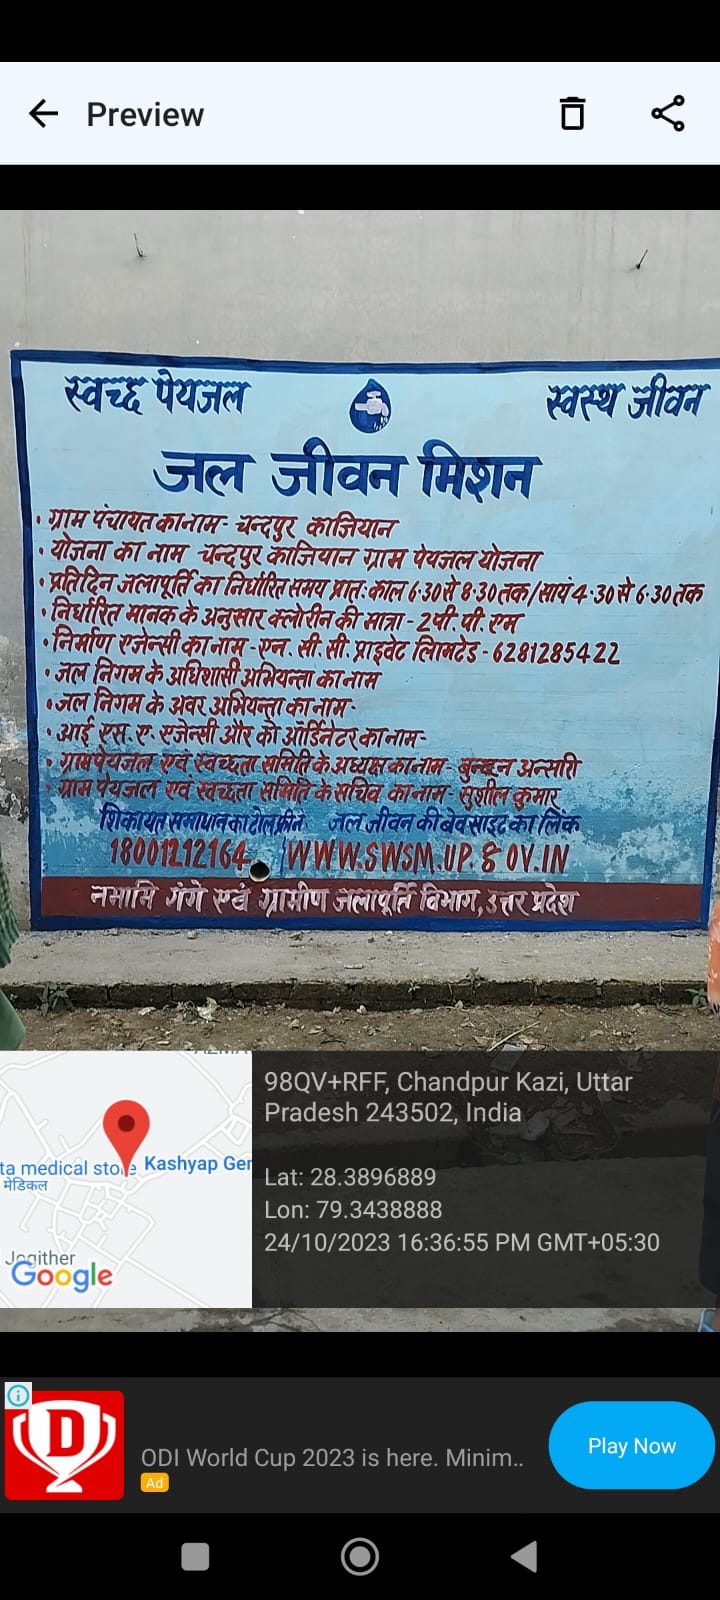 Preview
स्वच्छ पेयजल
स्वस्थ जीवन
जल जीवन मिशन
• ग्राम पंचायत का नाम- चन्दपुर काजियान
• योजना का नाम चन्दपुर काजियान ग्राम पेयजल योजना
• प्रतिदिन जलापूर्ति का निर्धारित समय प्रात: काल 6.30 से 8.30 तक/सायं 4.30 से 6.30 तक
• निर्धारित मानक के अनुसार क्लोरीन की मात्रा - 2 पी. पी. एम
• निर्माण एजेन्सी का नाम - एन. सी. सी. प्राइवेट लिमिटेड - 6281285422
• जल निगम के अधिशासी अभियन्ता का नाम
• जल निगम के अवर अभियन्ता का नाम-
• आई एस. ए- एजेन्सी और को ऑर्डिनेटर का नाम-
• ग्राम पेयजल एवं स्वच्छता समिति के अध्यक्ष का नाम- अन्सारी
• ग्राम पेयजल एवं स्वच्छता समिति के सचिव का नाम- सुशील कुमार
शिकायत समाधान का टोल फ्री नं- जल जीवन की बेव साइट का लिंक
18001212164 WWW.SWSM.UP.GOV.IN
नमामि गंगे एवं ग्रामीण जलापूर्ति विभाग, उत्तर प्रदेश
98QV+RFF, Chandpur Kazi, Uttar
Pradesh 243502, India
Lat: 28.3896889
Lon: 79.3438888
24/10/2023 16:36:55 PM GMT+05:30
ta medical store
मेडिकल
Kashyap Ger
Jogither
Google
D
ODI World Cup 2023 is here. Minim..
Ad
Play Now